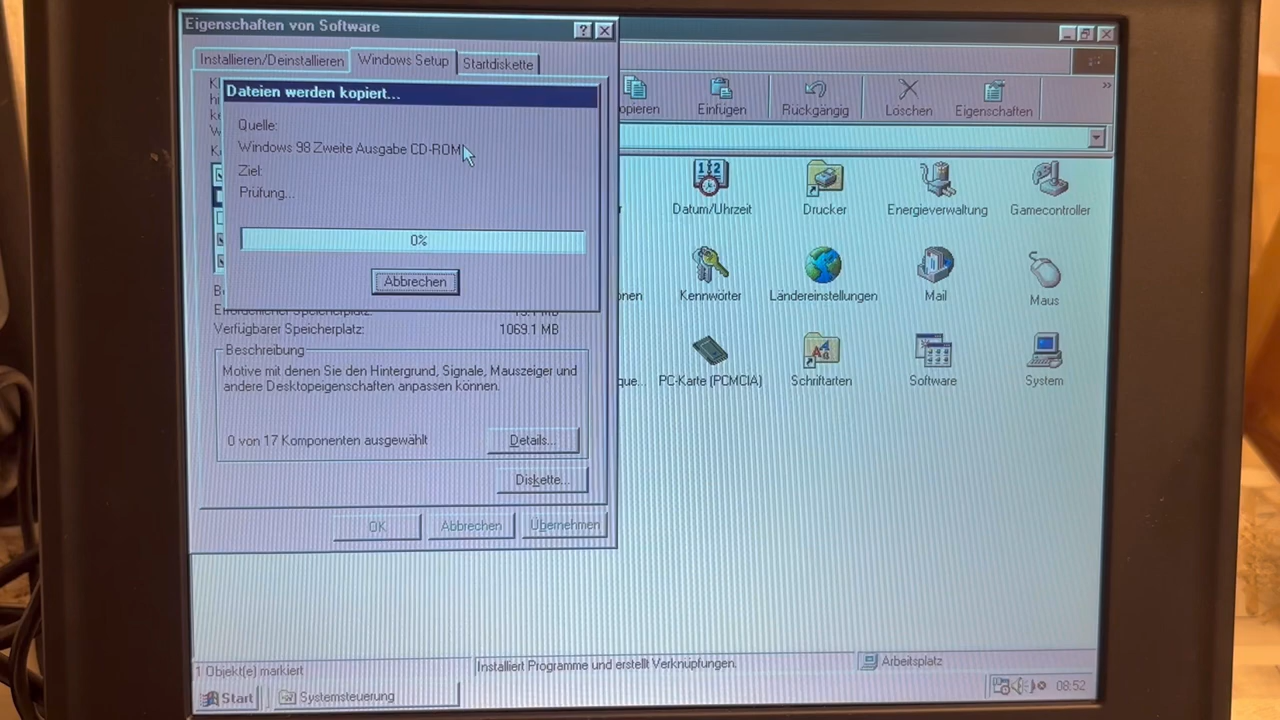 Eigenschaften von Software
Installieren/Deinstallieren
Windows Setup
Startdiskette
Dateien werden kopiert...
Quelle:
Windows 98 Zweite Ausgabe CD-ROM
Ziel:
Prüfung...
0%
Abbrechen
Verfügbarer Speicherplatz: 1069.1 MB
Beschreibung
Motive mit denen Sie den Hintergrund, Signale, Mauszeiger und
andere Desktopeigenschaften anpassen können.
0 von 17 Komponenten ausgewählt
Details...
Diskette...
OK
Abbrechen
Übernehmen
opieren
Einfügen
Rückgängig
Löschen
Eigenschaften
»
Datum/Uhrzeit
Drucker
Energieverwaltung
Gamecontroller
onen
Kennwörter
Ländereinstellungen
Mail
Maus
que...
PC-Karte (PCMCIA)
Schriftarten
Software
System
1 Objekt(e) markiert
Installiert Programme und erstellt Verknüpfungen.
Arbeitsplatz
Start
Systemsteuerung
08:52